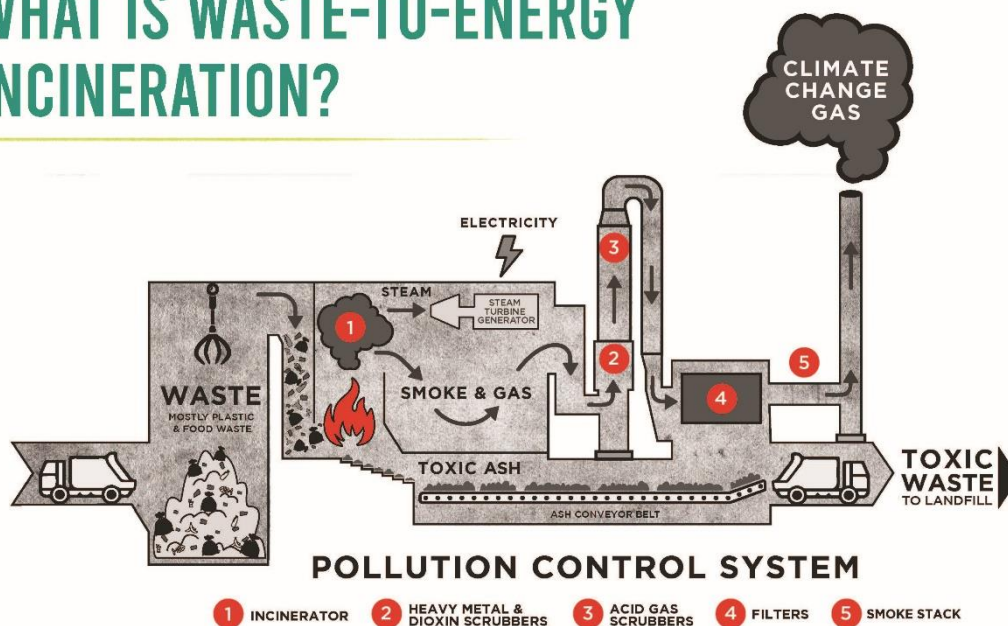 WHAT IS WASTE-TO-ENERGY
INCINERATION?
CLIMATE
CHANGE
GAS
ELECTRICITY
STEAM
STEAM
TURBINE
GENERATOR
1
2
3
4
5
SMOKE & GAS
WASTE
MOSTLY PLASTIC
& FOOD WASTE
TOXIC ASH
ASH CONVEYOR BELT
TOXIC
WASTE
TO LANDFILL
POLLUTION CONTROL SYSTEM
1 INCINERATOR
2 HEAVY METAL &
DIOXIN SCRUBBERS
3 ACID GAS
SCRUBBERS
4 FILTERS
5 SMOKE STACK